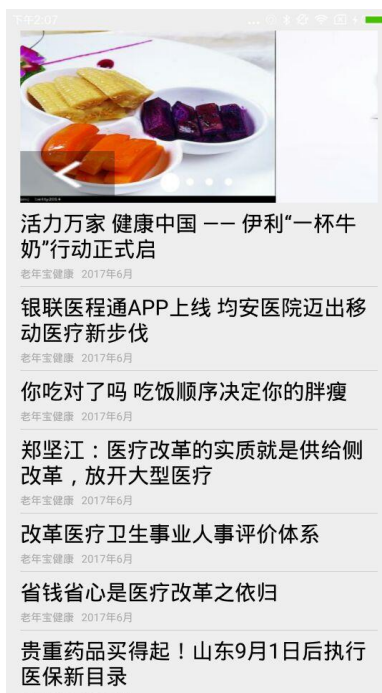 下午2:07
活力万家 健康中国 —— 伊利“一杯牛
奶”行动正式启
老年宝健康 2017年6月
银联医程通APP上线 均安医院迈出移
动医疗新步伐
老年宝健康 2017年6月
你吃对了吗 吃饭顺序决定你的胖瘦
老年宝健康 2017年6月
郑坚江：医疗改革的实质就是供给侧
改革，放开大型医疗
老年宝健康 2017年6月
改革医疗卫生事业人事评价体系
老年宝健康 2017年6月
省钱省心是医疗改革之依归
老年宝健康 2017年6月
贵重药品买得起！山东9月1日后执行
医保新目录